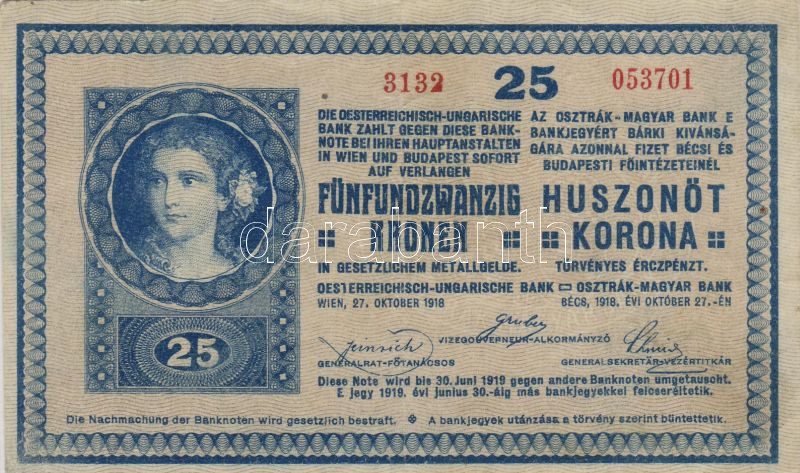 3132 25 053701
DIE OESTERREICHISCH-UNGARISCHE
BANK ZAHLT GEGEN DIESE BANK-
NOTE BEI IHREN HAUPTANSTALTEN
IN WIEN UND BUDAPEST SOFORT
AUF VERLANGEN
FÜNFUNDZWANZIG
KRONEN
IN GESETZLICHEM METALLGELDE.
AZ OSZTRÁK-MAGYAR BANK E
BANKJEGYÉRT BÁRKI KIVÁNSÁ-
GÁRA AZONNAL FIZET BÉCSI ÉS
BUDAPESTI FŐINTÉZETEINÉL
HUSZONÖT
KORONA
TÖRVÉNYES ÉRCZPÉNZT.
darabanth
OESTERREICHISCH-UNGARISCHE BANK OSZTRÁK-MAGYAR BANK
WIEN, 27. OKTOBER 1918 BÉCS, 1918. ÉVI OKTÓBER 27.-ÉN
Gruber
VIZEGOUVERNEUR-ALKORMÁNYZÓ
GENERALRAT-FŐTANÁCSOS GENERALSEKRETÄR-VEZÉRTITKÁR
25
Diese Note wird bis 30. Juni 1919 gegen andere Banknoten umgetauscht.
E jegy 1919. évi junius 30.-áig más bankjegyekkel felcseréltetik.
Die Nachmachung der Banknoten wird gesetzlich bestraft. A bankjegyek utánzása a törvény szerint büntettetik.